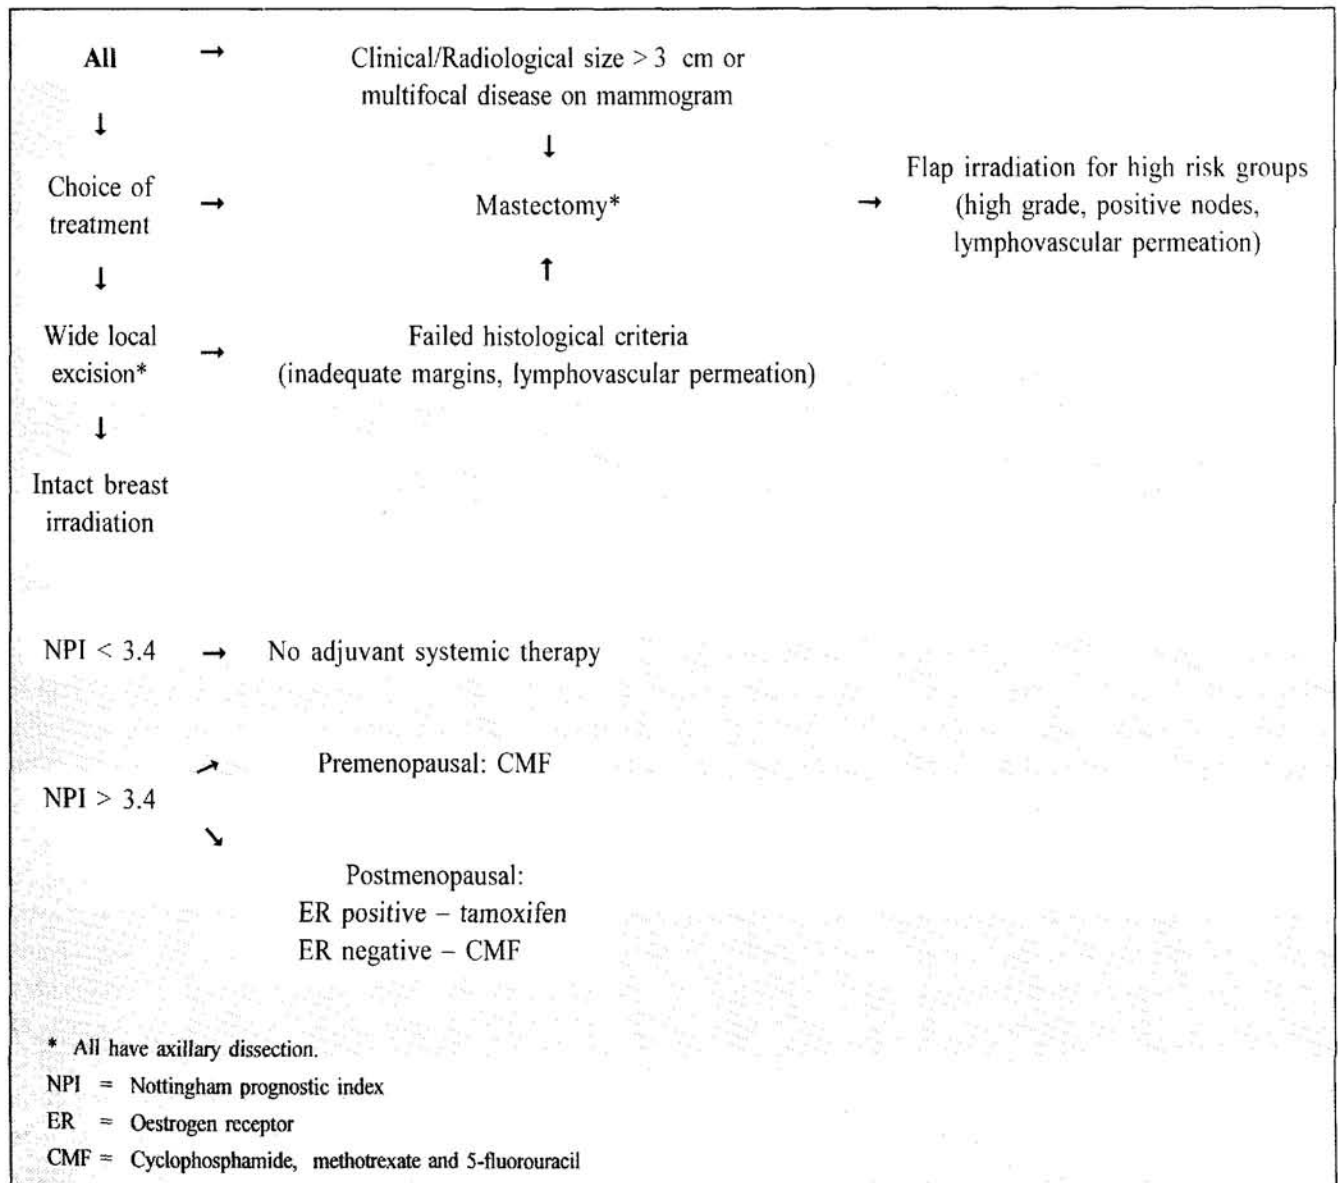 All → Clinical/Radiological size > 3 cm or
multifocal disease on mammogram
↓ ↓
Choice of
treatment → Mastectomy* → Flap irradiation for high risk groups
(high grade, positive nodes,
lymphovascular permeation)
↓ ↑
Wide local
excision* → Failed histological criteria
(inadequate margins, lymphovascular permeation)
↓
Intact breast
irradiation
NPI < 3.4 → No adjuvant systemic therapy
NPI > 3.4
↗ Premenopausal: CMF
↘ Postmenopausal:
ER positive – tamoxifen
ER negative – CMF
* All have axillary dissection.
NPI = Nottingham prognostic index
ER = Oestrogen receptor
CMF = Cyclophosphamide, methotrexate and 5-fluorouracil